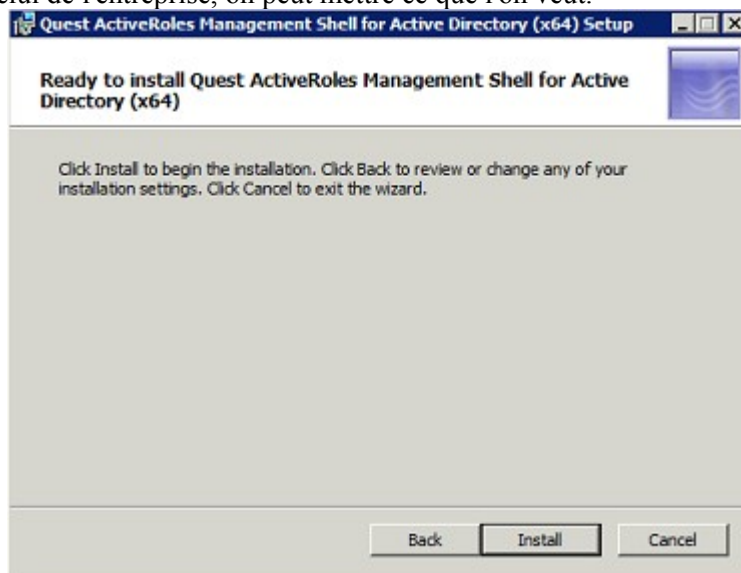 celui de l'entreprise, on peut mettre ce que l'on veut.
Quest ActiveRoles Management Shell for Active Directory (x64) Setup
Ready to install Quest ActiveRoles Management Shell for Active
Directory (x64)
Click Install to begin the installation. Click Back to review or change any of your
installation settings. Click Cancel to exit the wizard.
Back
Install
Cancel